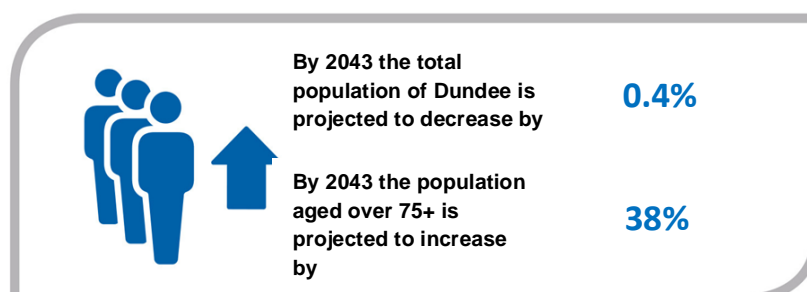 By 2043 the total
population of Dundee is
projected to decrease by
0.4%
By 2043 the population
aged over 75+ is
projected to increase
by
38%